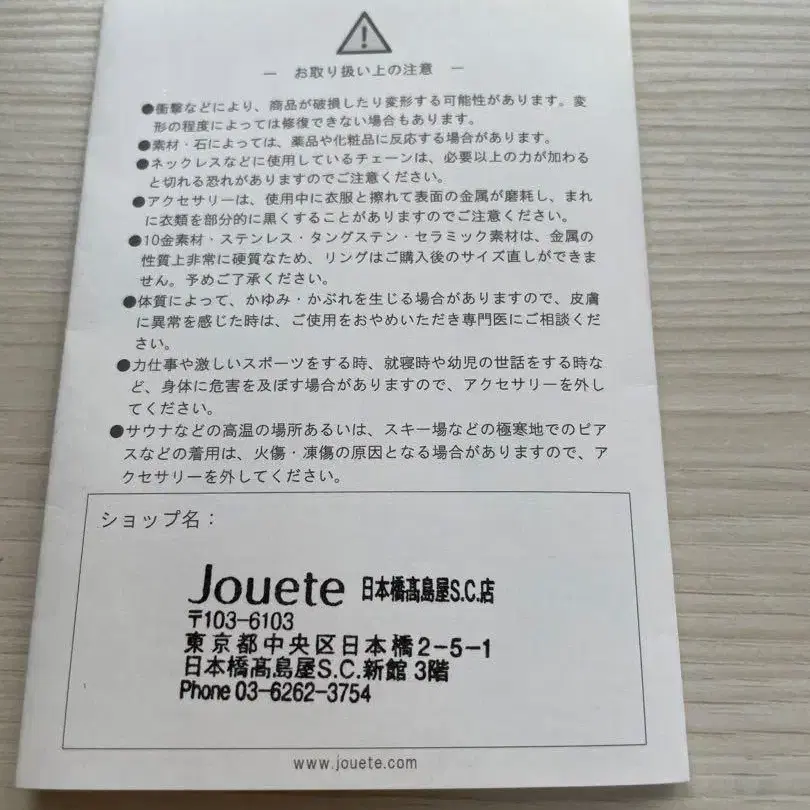 — お取り扱い上の注意 —
●衝撃などにより、商品が破損したり変形する可能性があります。変
形の程度によっては修復できない場合もあります。
●素材・石によっては、薬品や化粧品に反応する場合があります。
●ネックレスなどに使用しているチェーンは、必要以上の力が加わる
と切れる恐れがありますのでご注意ください。
●アクセサリーは、使用中に衣服と擦れて表面の金属が磨耗し、まれ
に衣類を部分的に黒くすることがありますのでご注意ください。
●10金素材・ステンレス・タングステン・セラミック素材は、金属の
性質上非常に硬質なため、リングはご購入後のサイズ直しができま
せん。予めご了承ください。
●体質によって、かゆみ・かぶれを生じる場合がありますので、皮膚
に異常を感じた時は、ご使用をおやめいただき専門医にご相談くだ
さい。
●力仕事や激しいスポーツをする時、就寝時や幼児の世話をする時な
ど、身体に危害を及ぼす場合がありますので、アクセサリーを外し
てください。
●サウナなどの高温の場所あるいは、スキー場などの極寒地でのピア
スなどの着用は、火傷・凍傷の原因となる場合がありますので、ア
クセサリーを外してください。
ショップ名：
Jouete 日本橋髙島屋S.C.店
〒103-6103
東京都中央区日本橋2-5-1
日本橋髙島屋S.C.新館 3階
Phone 03-6262-3754
www.jouete.com